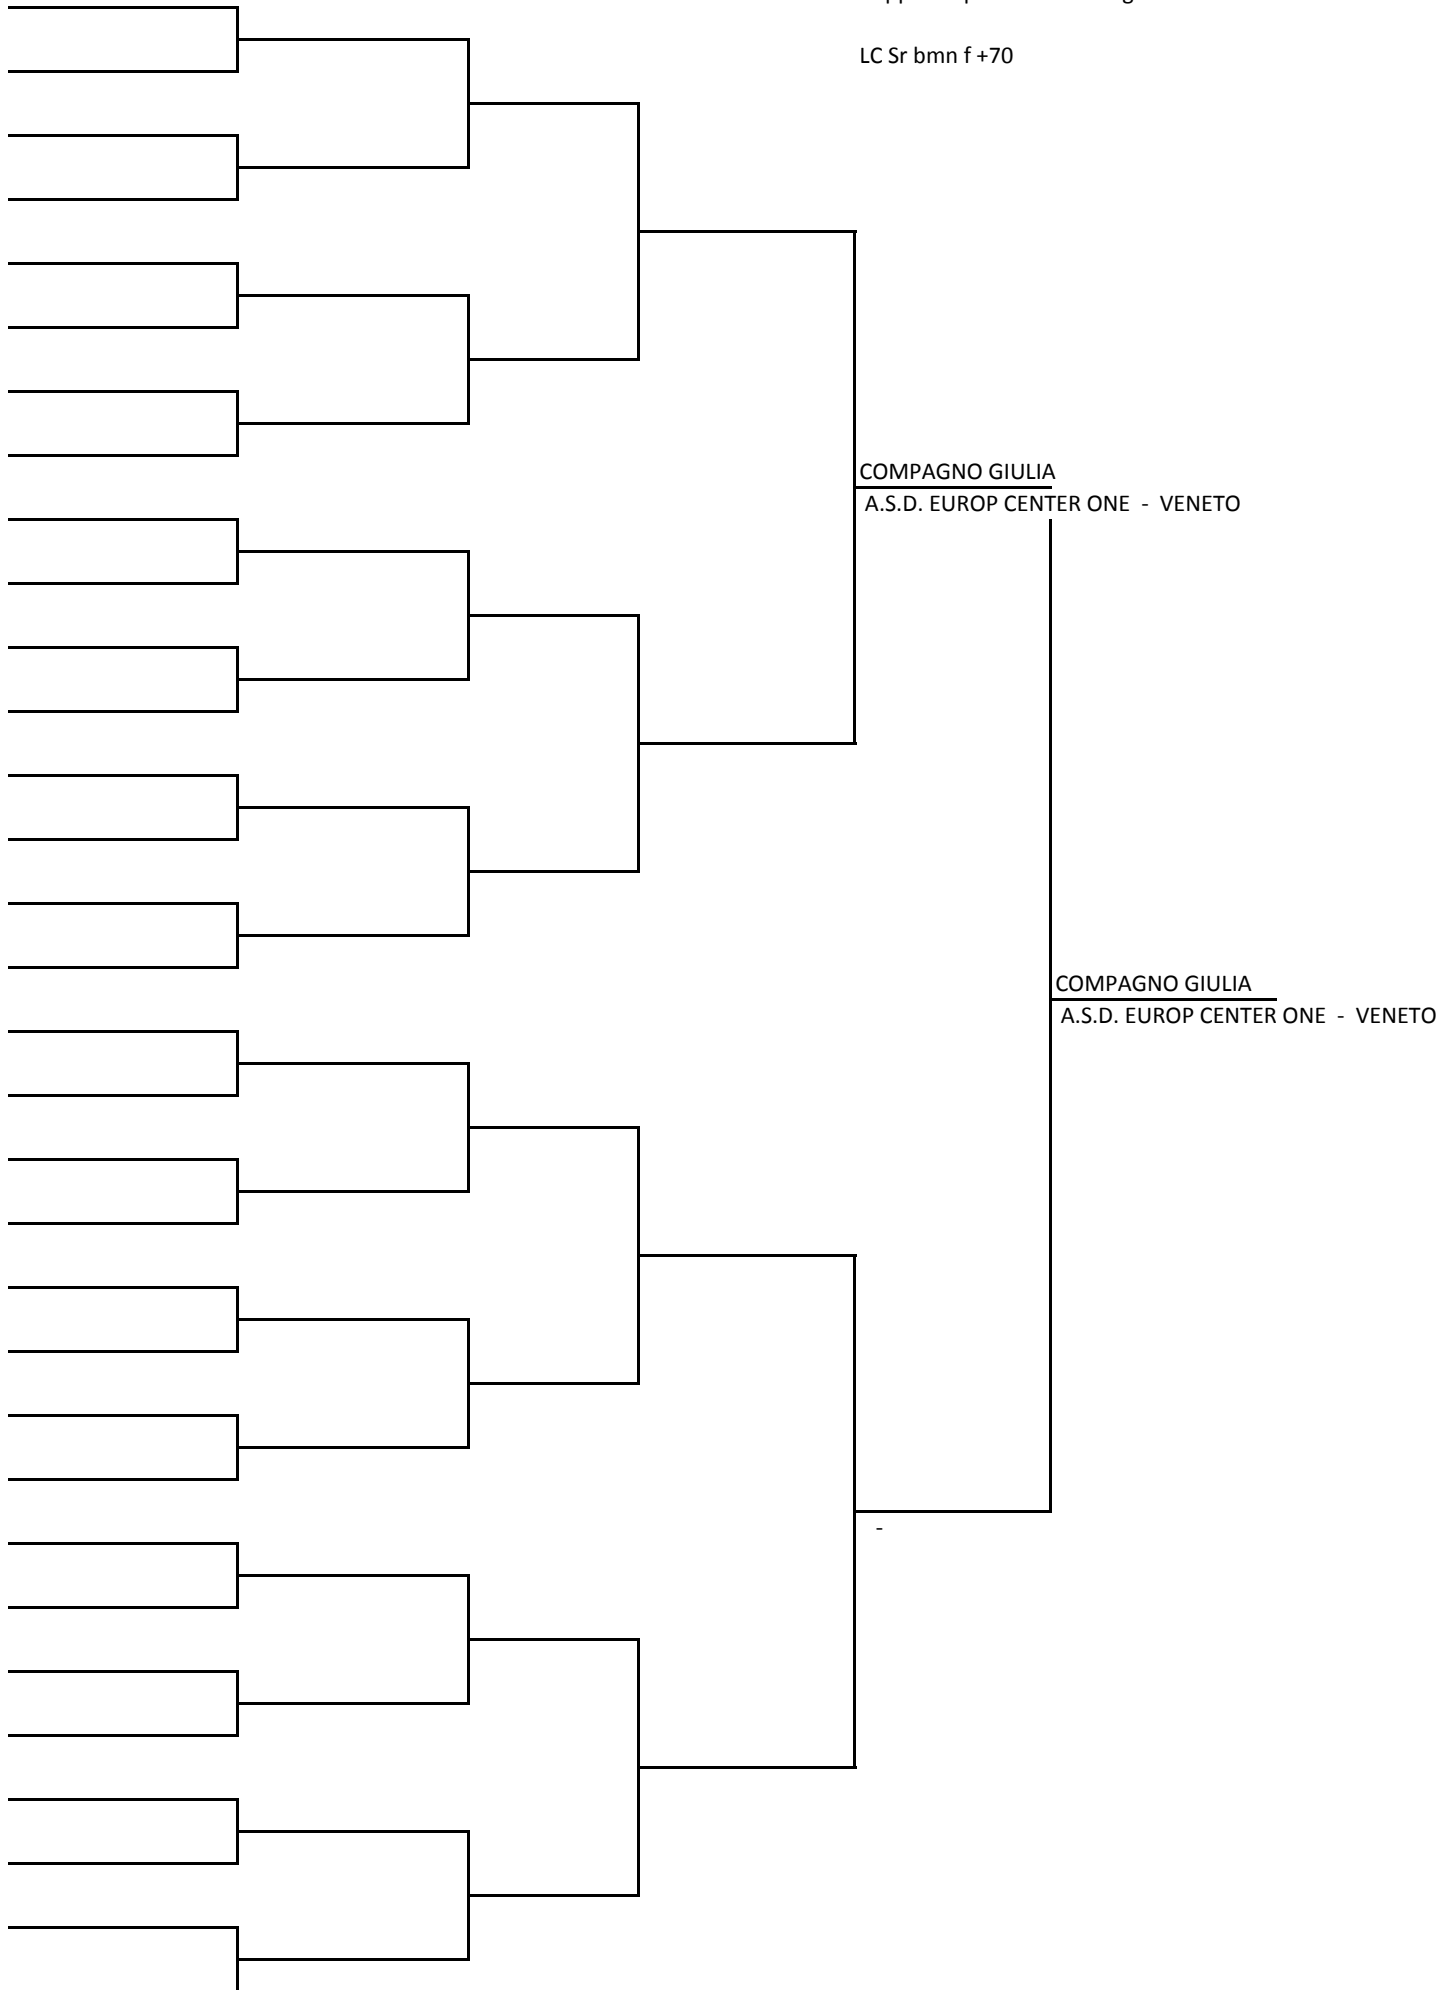 LC Sr bmn f +70
COMPAGNO GIULIA
A.S.D. EUROP CENTER ONE - VENETO
COMPAGNO GIULIA
A.S.D. EUROP CENTER ONE - VENETO
-